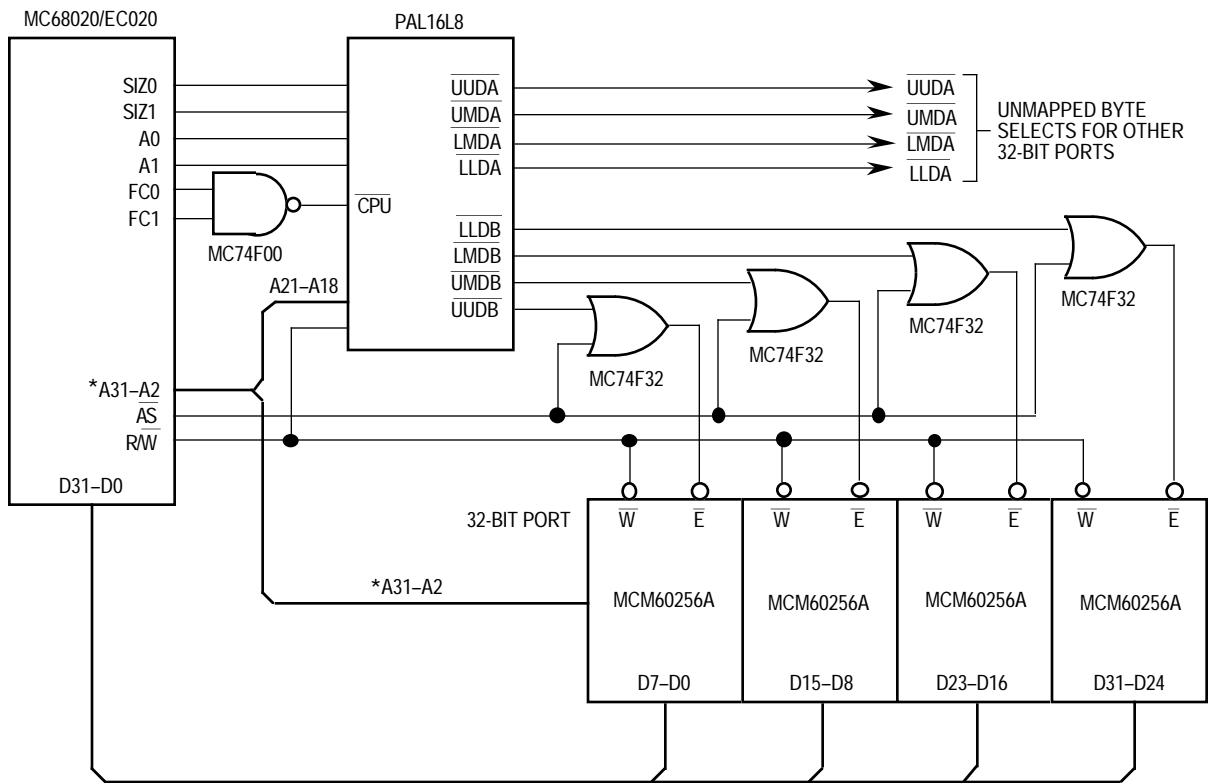 MC68020/EC020
PAL16L8
SIZ0
SIZ1
A0
A1
FC0
FC1
MC74F00
CPU
UUDA
UMDA
LMDA
LLDA
UUDA
UMDA
LMDA
LLDA
UNMAPPED BYTE
SELECTS FOR OTHER
32-BIT PORTS
LLDB
LMDB
UMDB
UUDB
A21–A18
MC74F32
MC74F32
MC74F32
MC74F32
*A31–A2
AS
R/W
D31–D0
32-BIT PORT
W
E
W
E
W
E
W
E
*A31–A2
MCM60256A
MCM60256A
MCM60256A
MCM60256A
D7–D0
D15–D8
D23–D16
D31–D24